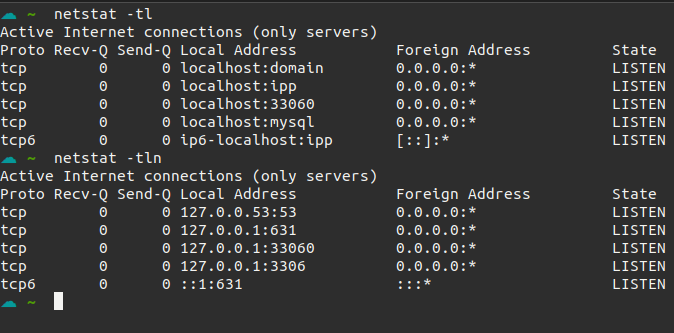 ~ netstat -tl
Active Internet connections (only servers)
Proto Recv-Q Send-Q Local Address           Foreign Address         State
tcp        0      0 localhost:domain        0.0.0.0:*               LISTEN
tcp        0      0 localhost:ipp           0.0.0.0:*               LISTEN
tcp        0      0 localhost:33060         0.0.0.0:*               LISTEN
tcp        0      0 localhost:mysql         0.0.0.0:*               LISTEN
tcp6       0      0 ip6-localhost:ipp       [::]:*                  LISTEN
~ netstat -tln
Active Internet connections (only servers)
Proto Recv-Q Send-Q Local Address           Foreign Address         State
tcp        0      0 127.0.0.53:53           0.0.0.0:*               LISTEN
tcp        0      0 127.0.0.1:631           0.0.0.0:*               LISTEN
tcp        0      0 127.0.0.1:33060         0.0.0.0:*               LISTEN
tcp        0      0 127.0.0.1:3306          0.0.0.0:*               LISTEN
tcp6       0      0 ::1:631                 :::*                    LISTEN
~